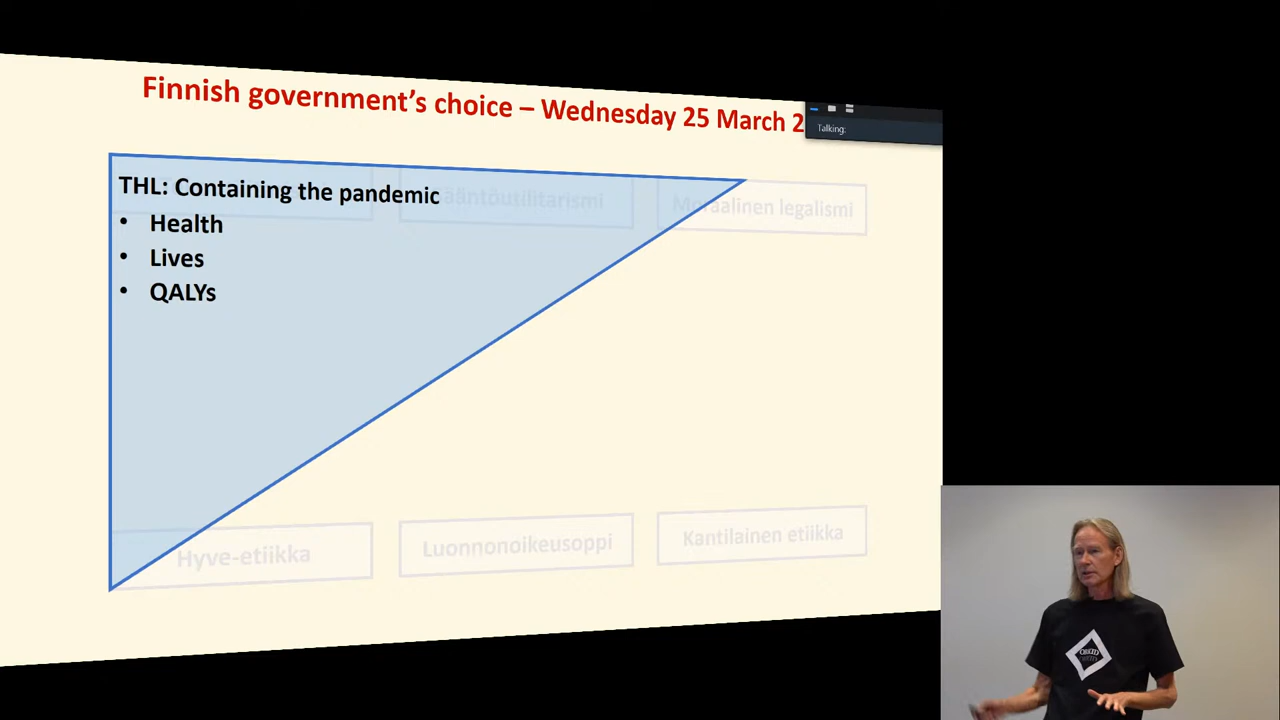 Finnish government's choice – Wednesday 25 March 2
Talking:
THL: Containing the pandemic
• Health
• Lives
• QALYs
ääntöutilitarismi
Moraalinen legalismi
Hyve-etiikka
Luonnonoikeusoppi
Kantilainen etiikka